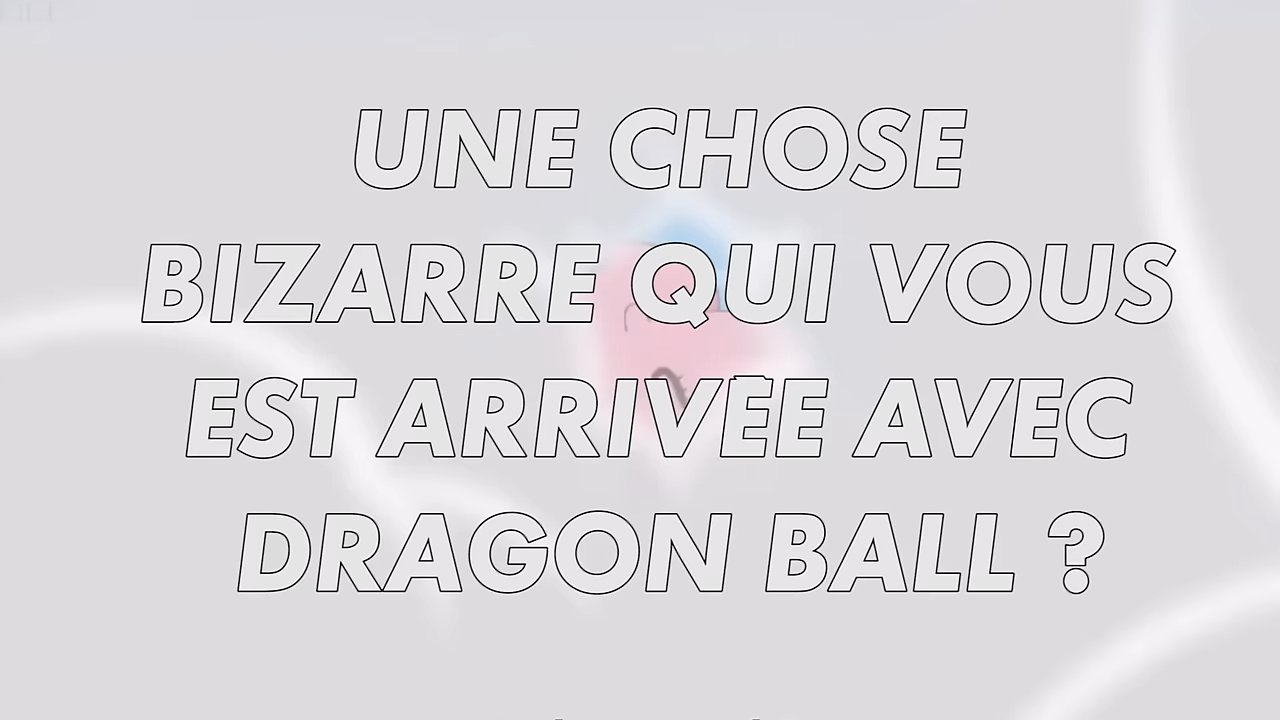 UNE CHOSE
BIZARRE QUI VOUS
EST ARRIVÉE AVEC
DRAGON BALL ?